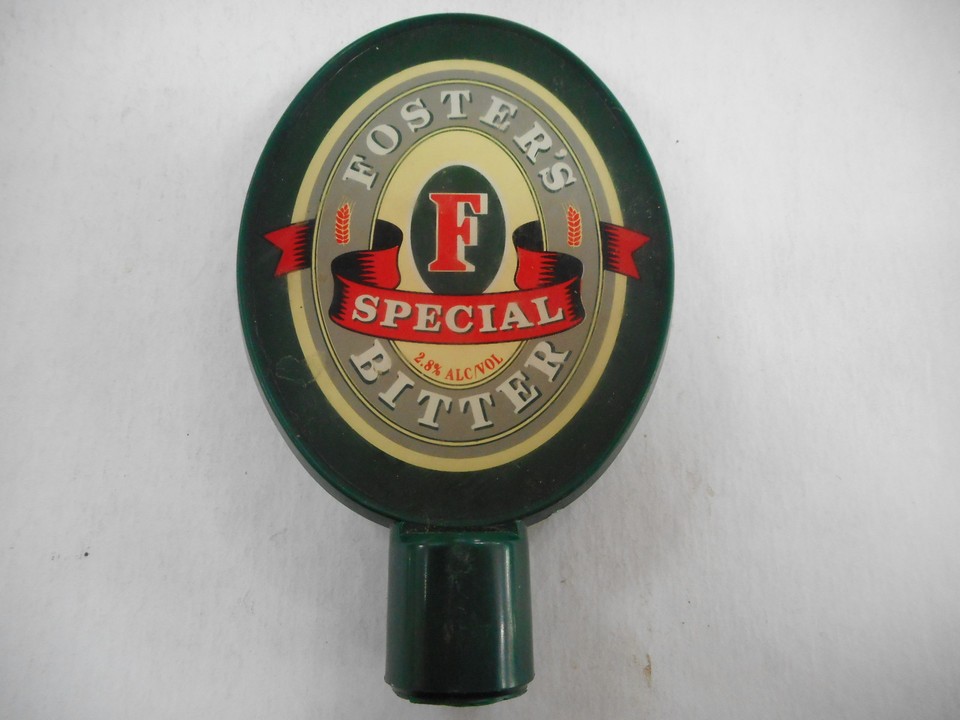 FOSTER'S
F
SPECIAL
2.8% ALC/VOL
BITTER